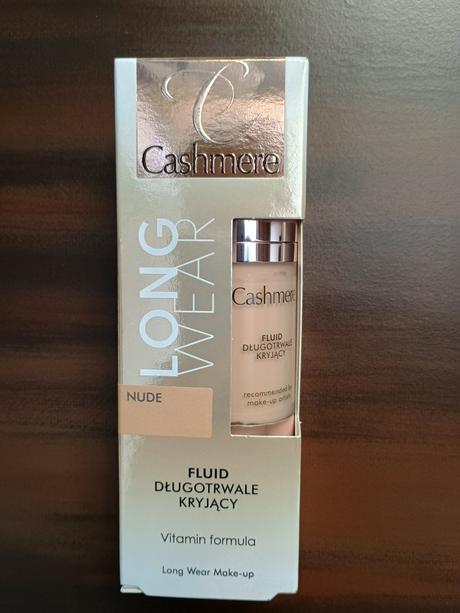 C
Cashmere
LONG
WEAR
Cashmere
FLUID
DŁUGOTRWALE
KRYJĄCY
recommended by
make-up artists
NUDE
FLUID
DŁUGOTRWALE
KRYJĄCY
Vitamin formula
Long Wear Make-up